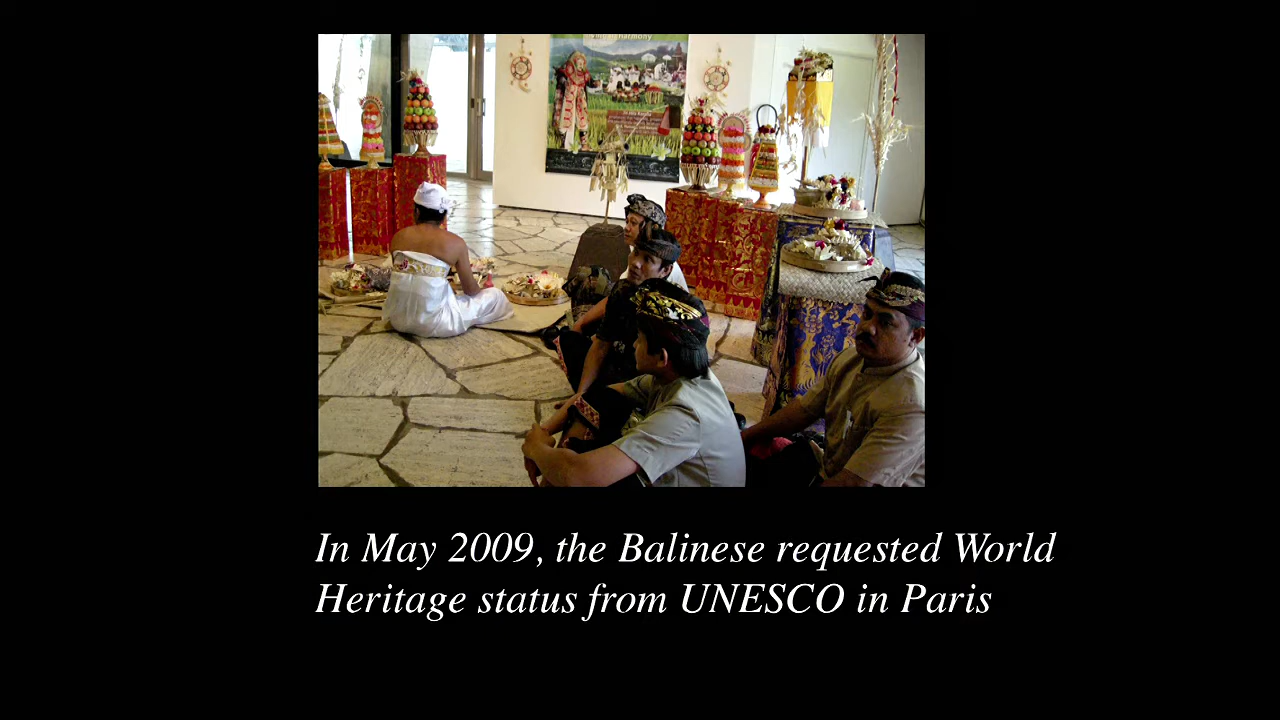 In May 2009, the Balinese requested World
Heritage status from UNESCO in Paris